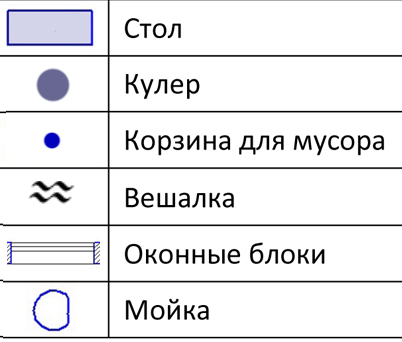 Стол
Кулер
Корзина для мусора
Вешалка
Оконные блоки
Мойка